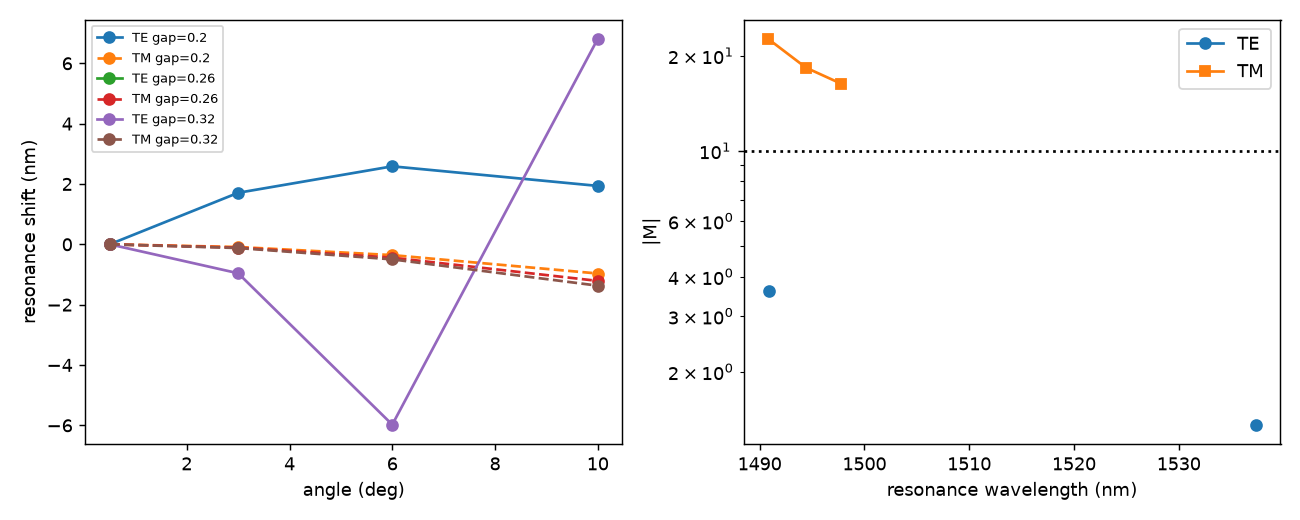 TE gap=0.2
TM gap=0.2
TE gap=0.26
TM gap=0.26
TE gap=0.32
TM gap=0.32
6
4
2
0
−2
−4
−6
resonance shift (nm)
2 4 6 8 10
angle (deg)
TE
TM
2 × 10¹
10¹
6 × 10⁰
4 × 10⁰
3 × 10⁰
2 × 10⁰
|M|
1490 1500 1510 1520 1530
resonance wavelength (nm)